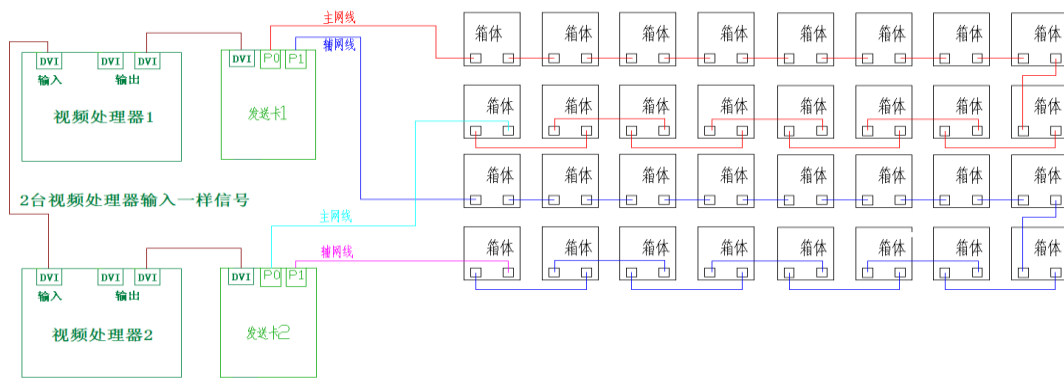 主网线
辅网线
箱体 箱体 箱体 箱体 箱体 箱体 箱体 箱体
DVI DVI DVI DVI P0 P1
输入 输出
视频处理器1 发送卡1
箱体 箱体 箱体 箱体 箱体 箱体 箱体 箱体
箱体 箱体 箱体 箱体 箱体 箱体 箱体 箱体
2台视频处理器输入一样信号
主网线
辅网线
箱体 箱体 箱体 箱体 箱体 箱体 箱体 箱体
DVI DVI DVI DVI P0 P1
输入 输出
视频处理器2 发送卡2